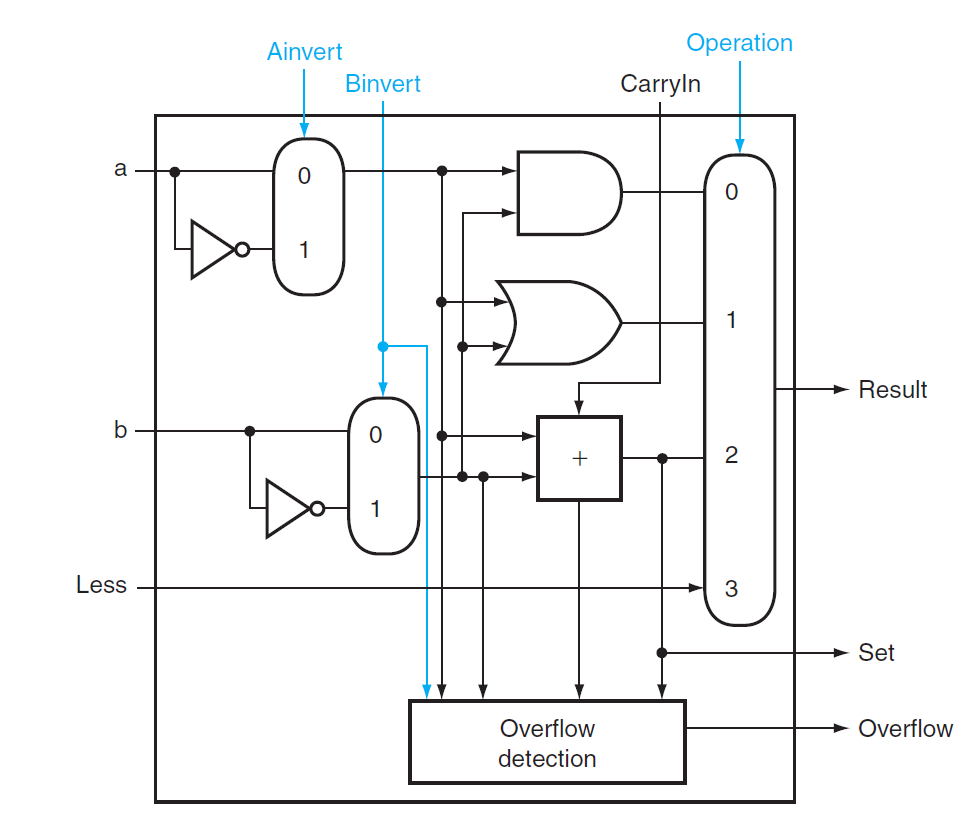 Operation
Ainvert
Binvert
CarryIn
a
0
0
1
1
b
0
+
2
1
Result
Less
3
Set
Overflow
detection
Overflow